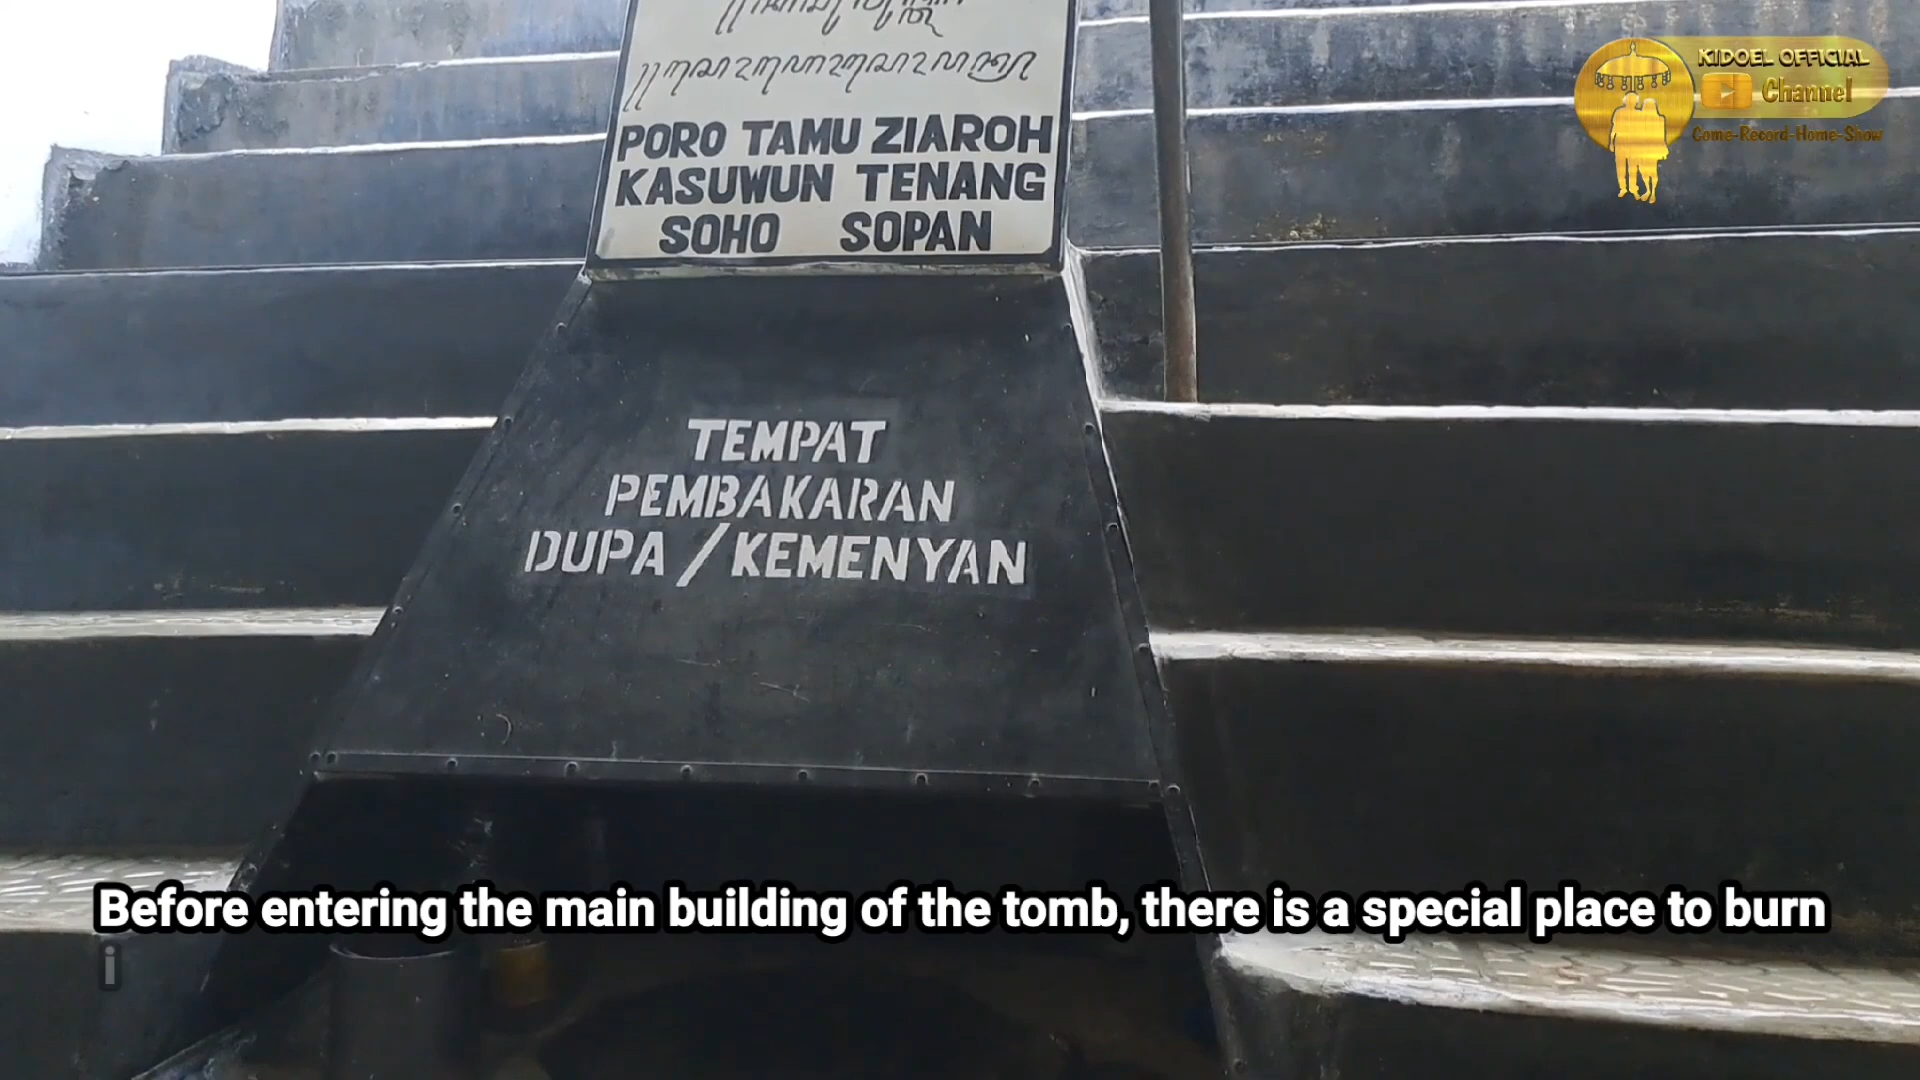 PORO TAMU ZIAROH
KASUWUN TENANG
SOHO SOPAN
TEMPAT
PEMBAKARAN
DUPA / KEMENYAN
KIDOEL OFFICIAL
Channel
Come-Record-Home-Show
Before entering the main building of the tomb, there is a special place to burn
i